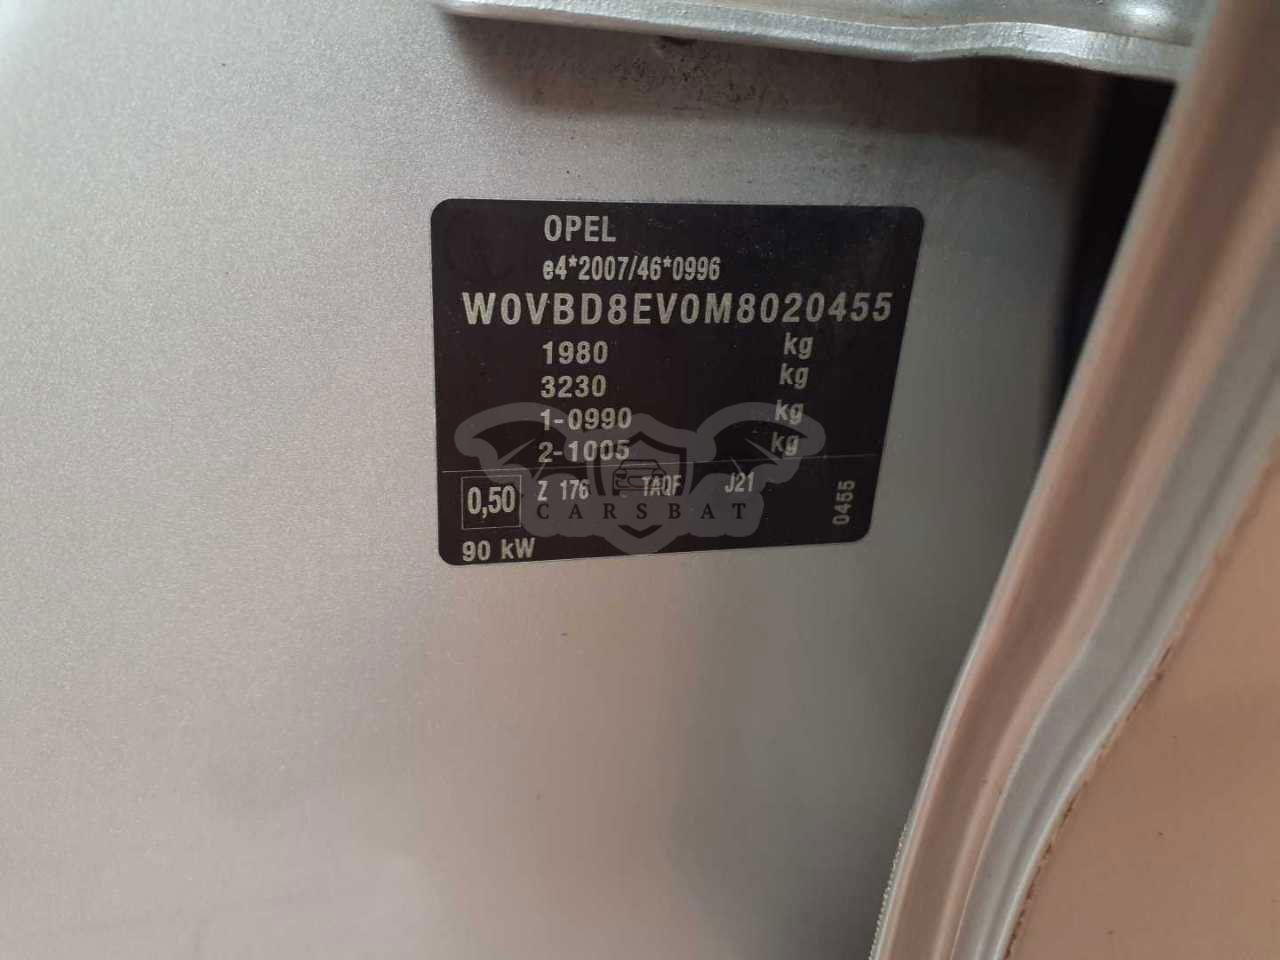 OPEL
e4*2007/46*0996
W0VBD8EV0M8020455
1980 kg
3230 kg
1-0990 kg
2-1005 kg
0,50 Z 176 TAQF J21
0455
90 kW
CARSBAT